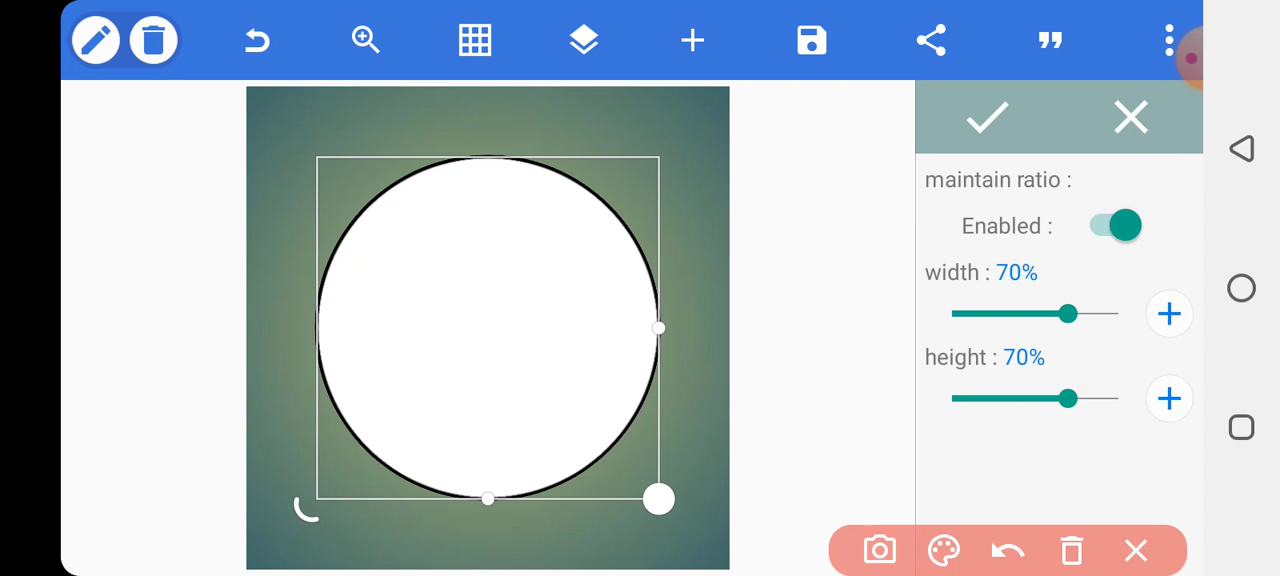 maintain ratio :
Enabled :
width : 70%
height : 70%